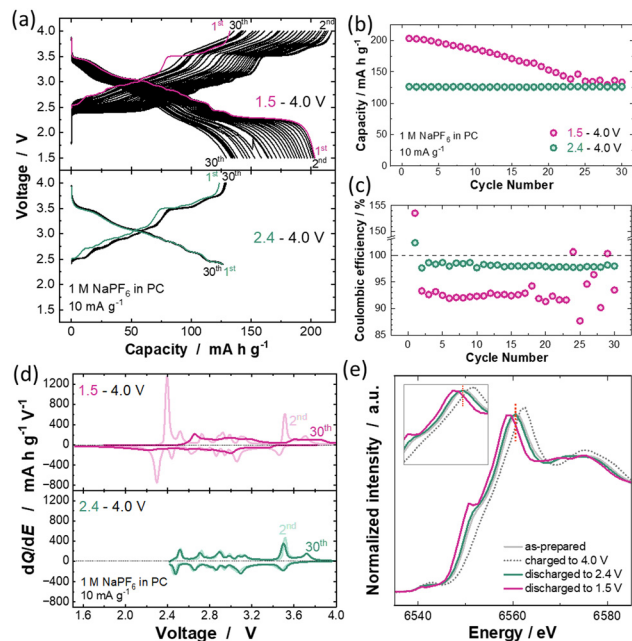 (a)
1st
30th
2nd
4.0
3.5
3.0
2.5
2.0
1.5
1.5 - 4.0 V
30th
1st
2nd
Voltage / V
4.0
3.5
3.0
2.5
2.0
1st
30th
2.4 - 4.0 V
30th
1st
1 M NaPF6 in PC
10 mA g-1
0 50 100 150 200
Capacity / mA h g-1
(b)
Capacity / mA h g-1
200
150
100
50
0
1 M NaPF6 in PC
10 mA g-1
1.5 -4.0 V
2.4 -4.0 V
0 5 10 15 20 25 30
Cycle Number
(c)
Coulombic efficiency / %
155
150
100
95
90
85
0 5 10 15 20 25 30
Cycle Number
(d)
dQ/dE / mA h g-1 V-1
1200
800
400
0
-400
-800
1.5 - 4.0 V
2nd
30th
1200
800
400
0
-400
-800
2.4 - 4.0 V
2nd
30th
1 M NaPF6 in PC
10 mA g-1
1.6 2.0 2.4 2.8 3.2 3.6 4.0
Voltage / V
(e)
Normalized intensity / a.u.
as-prepared
charged to 4.0 V
discharged to 2.4 V
discharged to 1.5 V
6540 6560 6580
Energy / eV